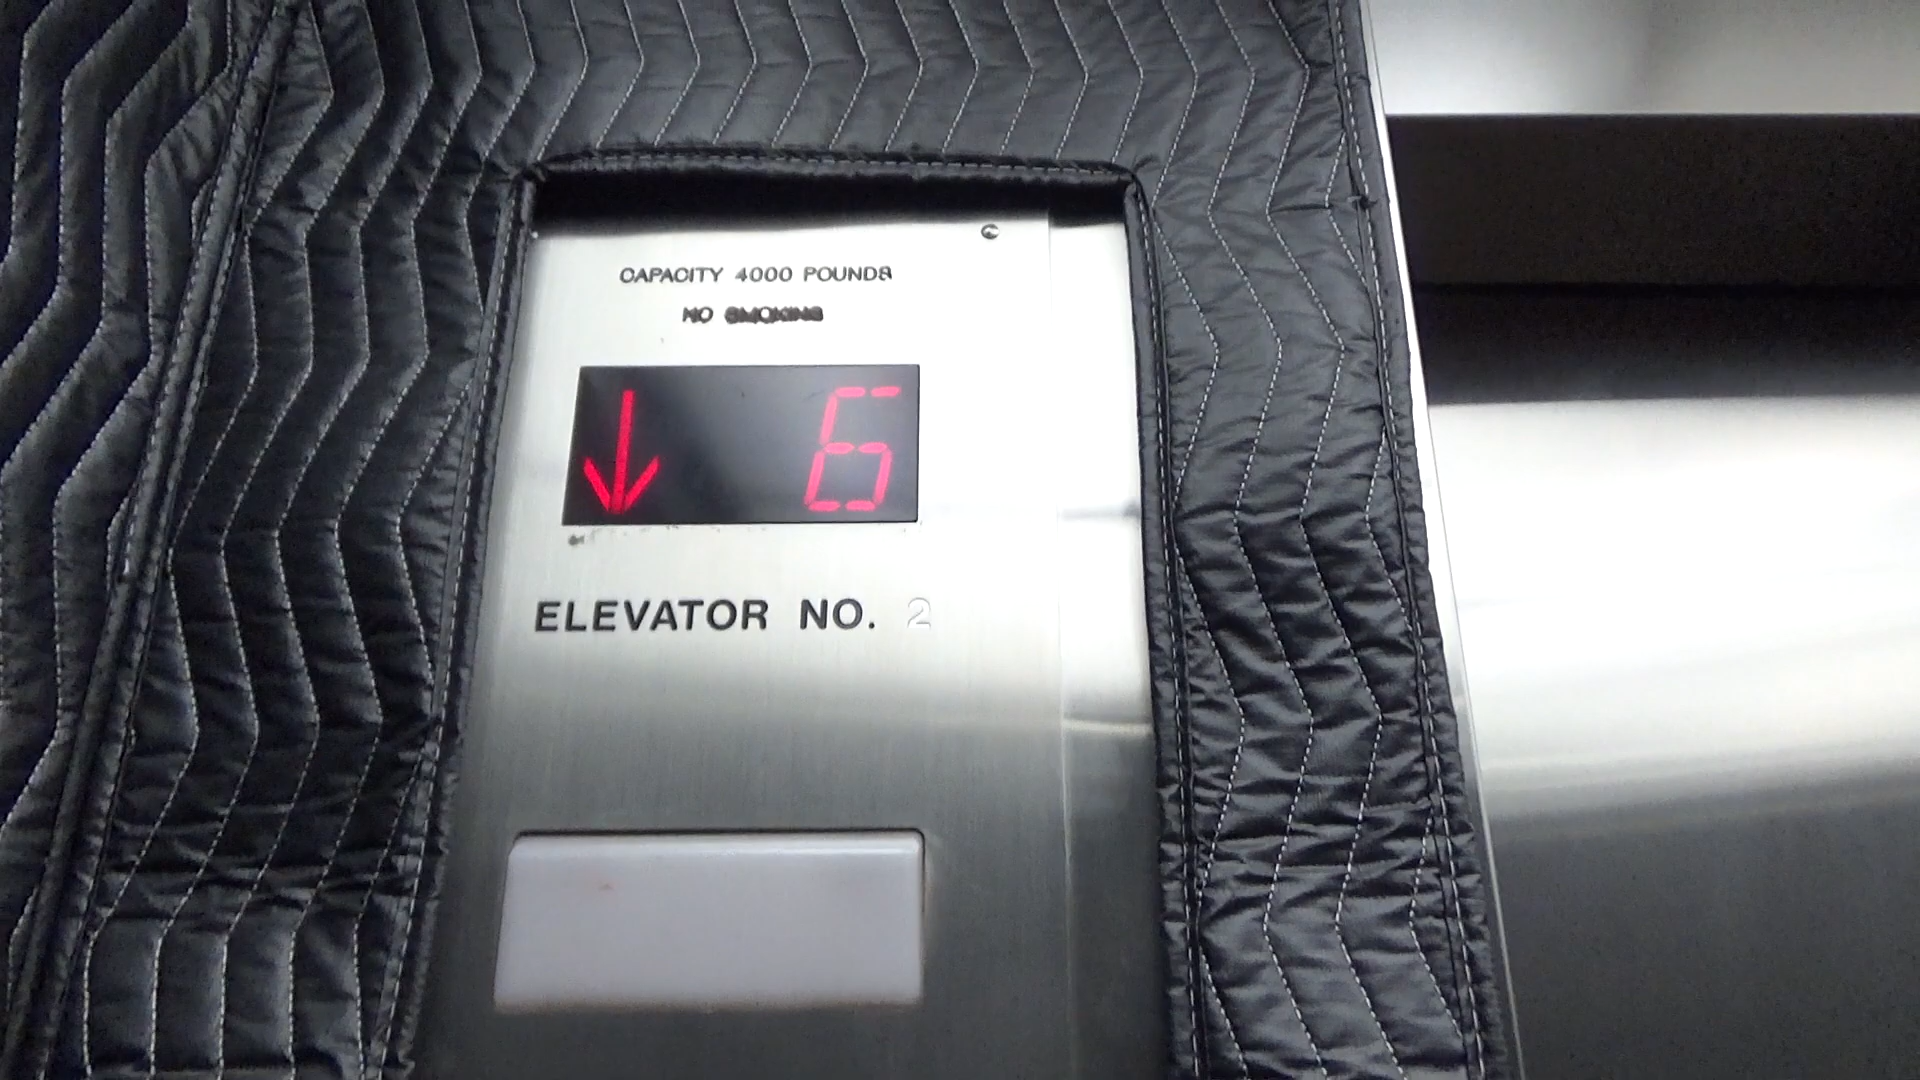 CAPACITY 4000 POUNDS
NO SMOKING
↓ 6
ELEVATOR NO. 2